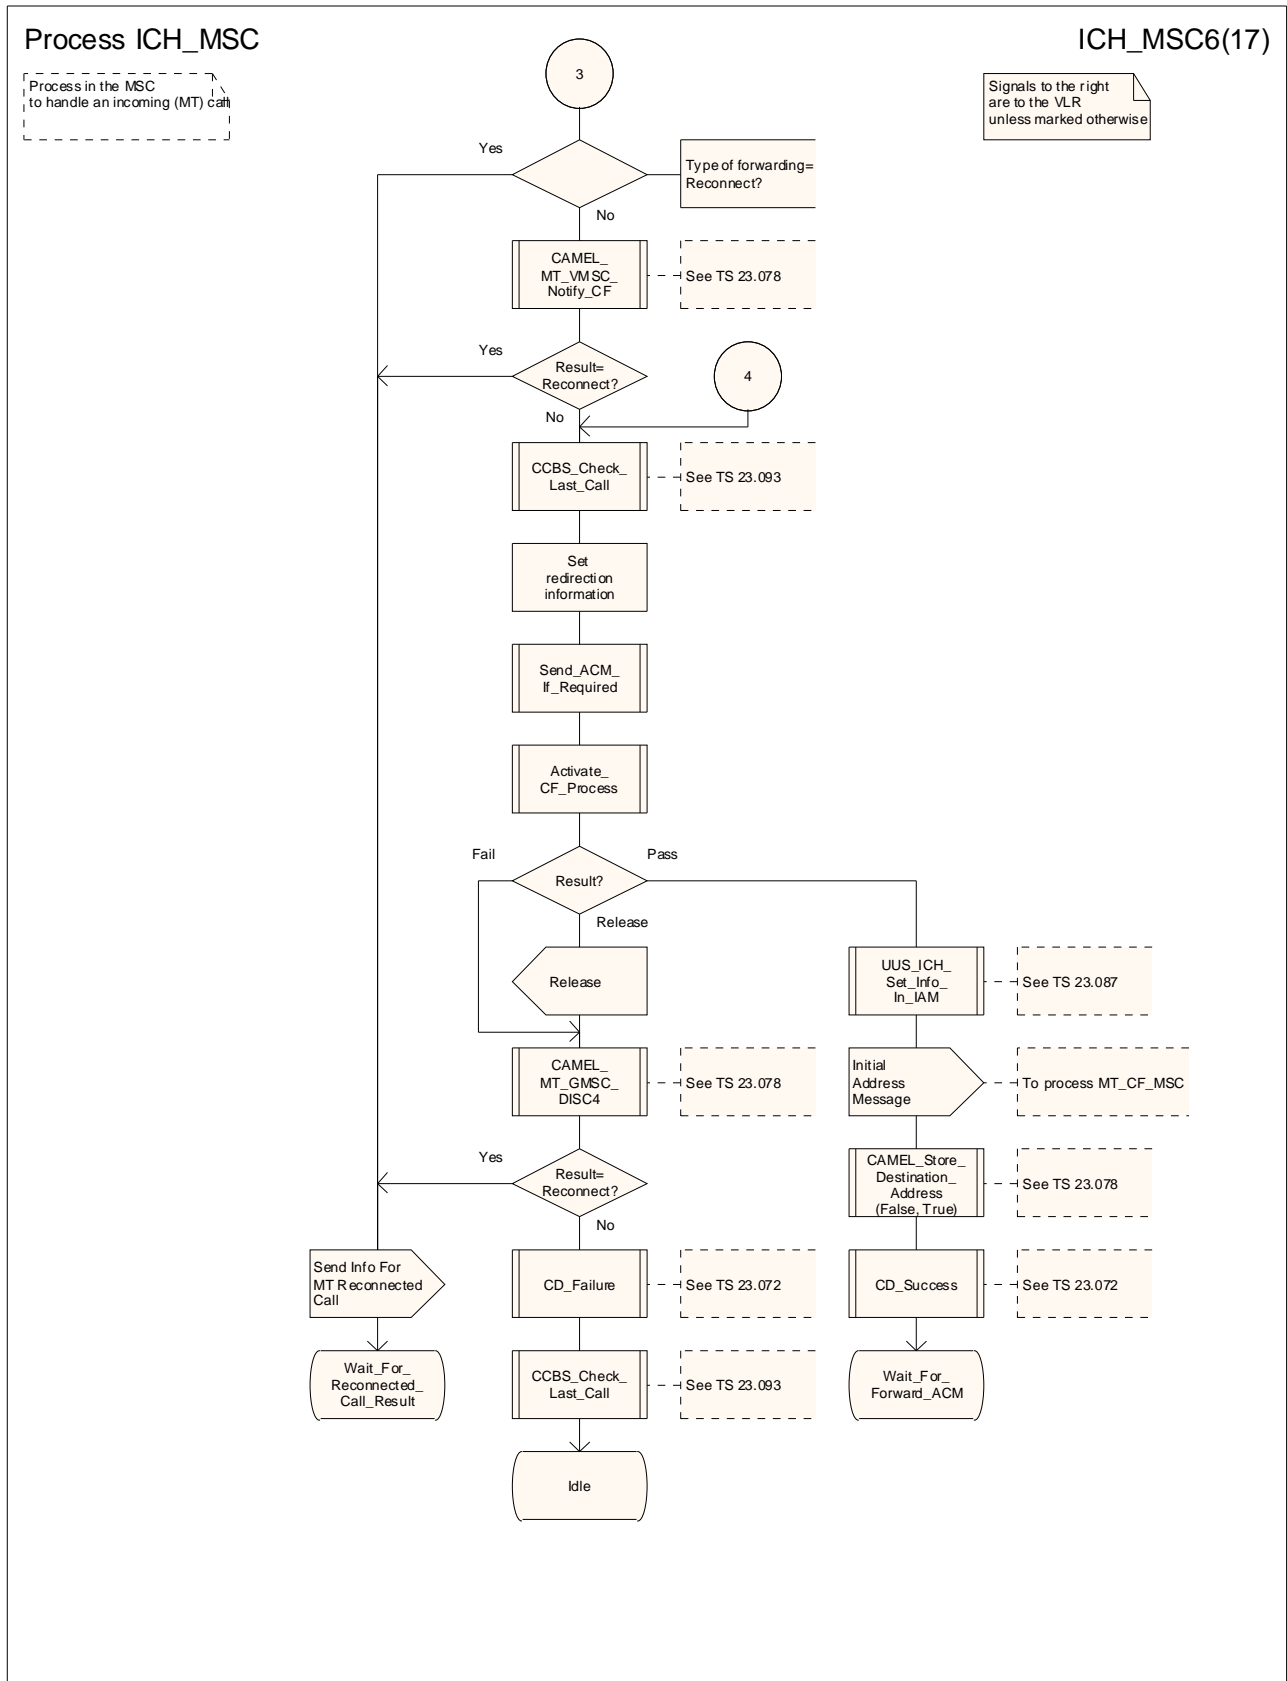 Process ICH_MSC
ICH_MSC6(17)
Process in the MSC
to handle an incoming (MT) call
Signals to the right
are to the VLR
unless marked otherwise
3
Yes
Type of forwarding=
Reconnect?
No
CAMEL_
MT_VMSC_
Notify_CF
See TS 23.078
Yes
Result=
Reconnect?
4
No
CCBS_Check_
Last_Call
See TS 23.093
Set
redirection
information
Send_ACM_
If_Required
Activate_
CF_Process
Fail
Pass
Result?
Release
Release
UUS_ICH_
Set_Info_
In_IAM
See TS 23.087
CAMEL_
MT_GMSC_
DISC4
See TS 23.078
Initial
Address
Message
To process MT_CF_MSC
Yes
Result=
Reconnect?
No
CAMEL_Store_
Destination_
Address
(False, True)
See TS 23.078
Send Info For
MT Reconnected
Call
CD_Failure
See TS 23.072
CD_Success
See TS 23.072
Wait_For_
Reconnected_
Call_Result
CCBS_Check_
Last_Call
See TS 23.093
Wait_For_
Forward_ACM
Idle